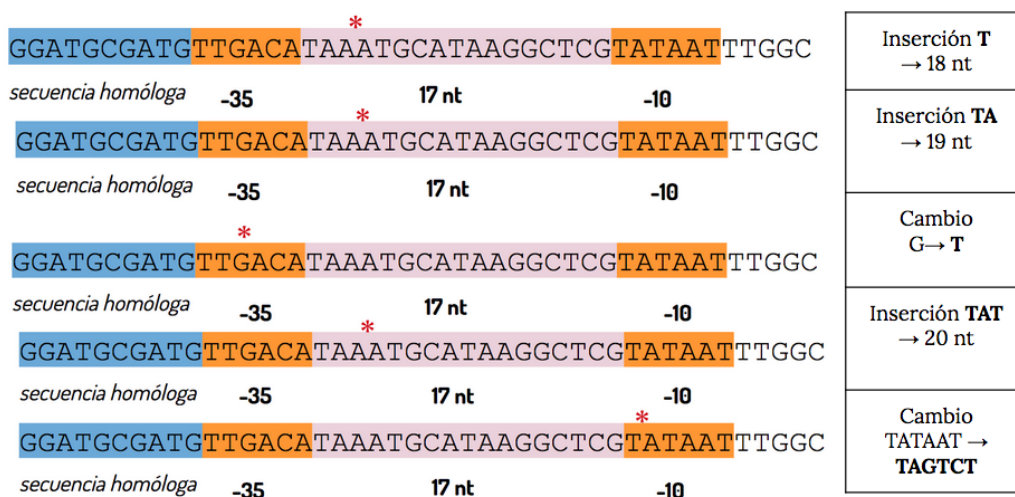 *
GGATGCGATGTTGACATAAATGCATAAGGCTCGTATAATTTGGC
secuencia homóloga -35 17 nt -10
Inserción T
→ 18 nt
*
GGATGCGATGTTGACATAAATGCATAAGGCTCGTATAATTTGGC
secuencia homóloga -35 17 nt -10
Inserción TA
→ 19 nt
*
GGATGCGATGTTGACATAAATGCATAAGGCTCGTATAATTTGGC
secuencia homóloga -35 17 nt -10
Cambio
G→ T
*
GGATGCGATGTTGACATAAATGCATAAGGCTCGTATAATTTGGC
secuencia homóloga -35 17 nt -10
Inserción TAT
→ 20 nt
*
GGATGCGATGTTGACATAAATGCATAAGGCTCGTATAATTTGGC
secuencia homóloga -35 17 nt -10
Cambio
TATAAT →
TAGTCT